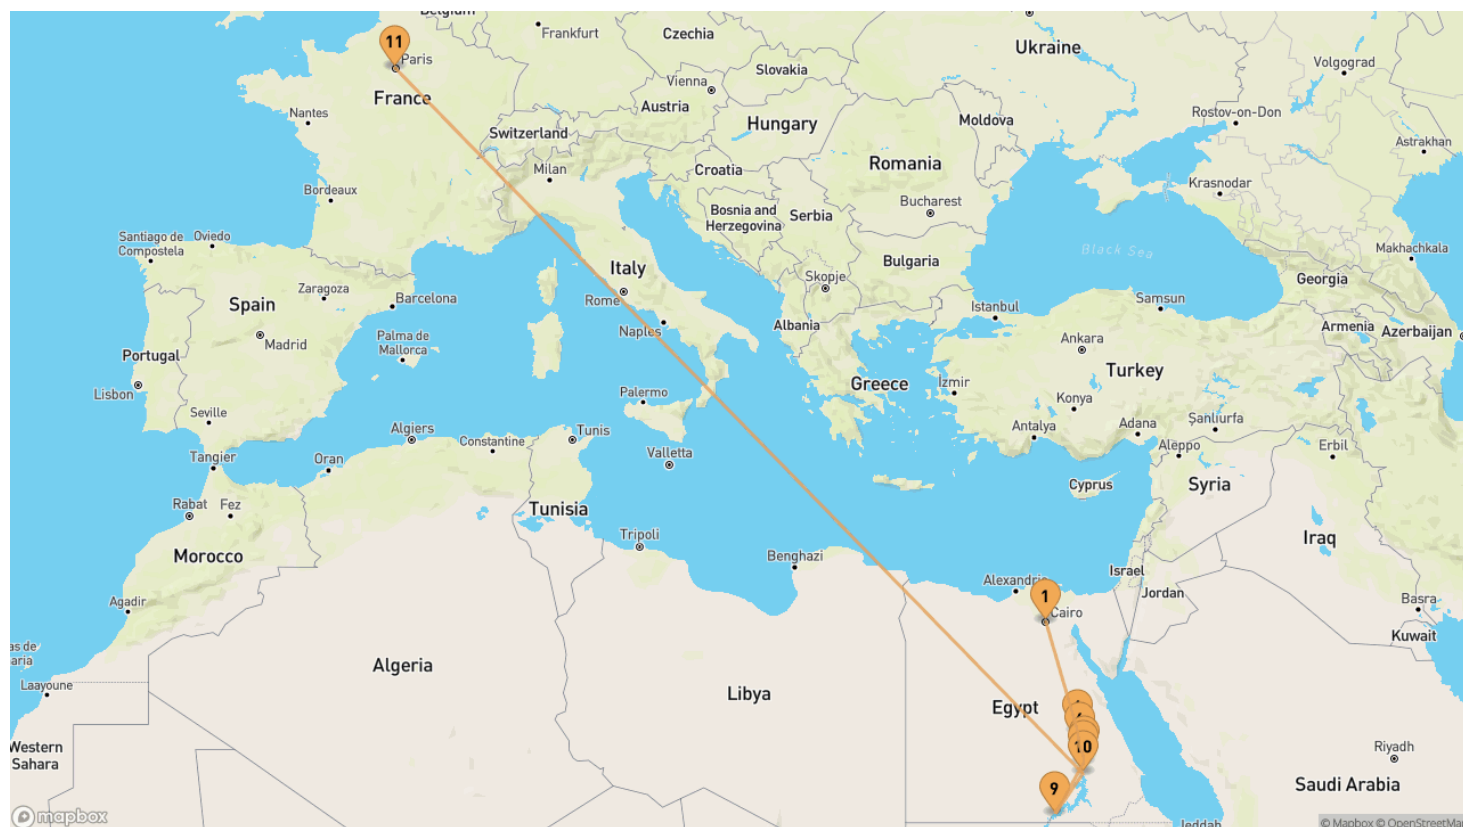 Belgium
11
Paris
Frankfurt
Czechia
Ukraine
Volgograd
France
Slovakia
Vienna
Austria
Nantes
Switzerland
Hungary
Moldova
Rostov-on-Don
Astrakhan
Milan
Croatia
Romania
Krasnodar
Bordeaux
Bosnia and
Herzegovina
Serbia
Bucharest
Santiago de
Compostela
Oviedo
Black Sea
Makhachkala
Italy
Bulgaria
Georgia
Spain
Zaragoza
Barcelona
Rome
Skopje
Istanbul
Samsun
Naples
Albania
Armenia
Azerbaijan
Portugal
Madrid
Palma de
Mallorca
Ankara
Lisbon
Greece
İzmir
Turkey
Palermo
Konya
Seville
Algiers
Constantine
Tunis
Antalya
Adana
Şanlıurfa
Tangier
Oran
Valletta
Aleppo
Erbil
Rabat
Fez
Tunisia
Cyprus
Syria
Morocco
Tripoli
Benghazi
Iraq
Alexandri
Israel
Jordan
Agadir
1
Cairo
Basra
Kuwait
as de
aria
Algeria
Laayoune
Libya
Egypt
Western
Sahara
10
Riyadh
9
Saudi Arabia
mapbox
Jeddah
© Mapbox © OpenStreetMap